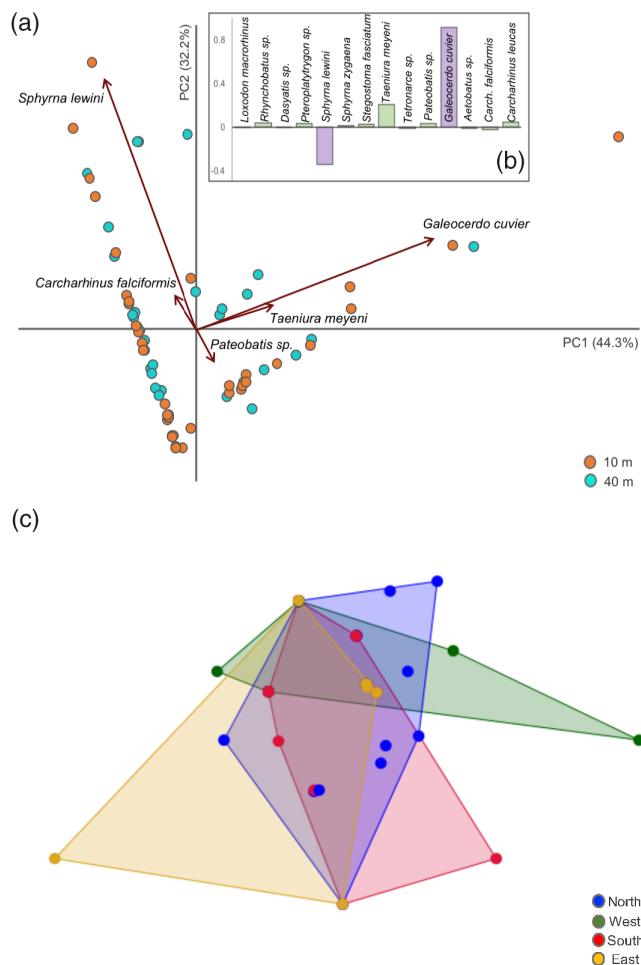 (a)
PC2 (32.2%)
Sphyrna lewini
0.8
0.4
0
-0.4
Loxodon macrorhinus
Rhynchobatus sp.
Dasyatis sp.
Pteroplatytrygon sp.
Sphyrna lewini
Sphyrna zygaena
Stegostoma fasciatum
Taeniura meyeni
Tetronarce sp.
Pateobatis sp.
Galeocerdo cuvier
Aetobatus sp.
Carch. falciformis
Carcharhinus leucas
(b)
Galeocerdo cuvier
Carcharhinus falciformis
Taeniura meyeni
Pateobatis sp.
PC1 (44.3%)
10 m
40 m
(c)
North
West
South
East